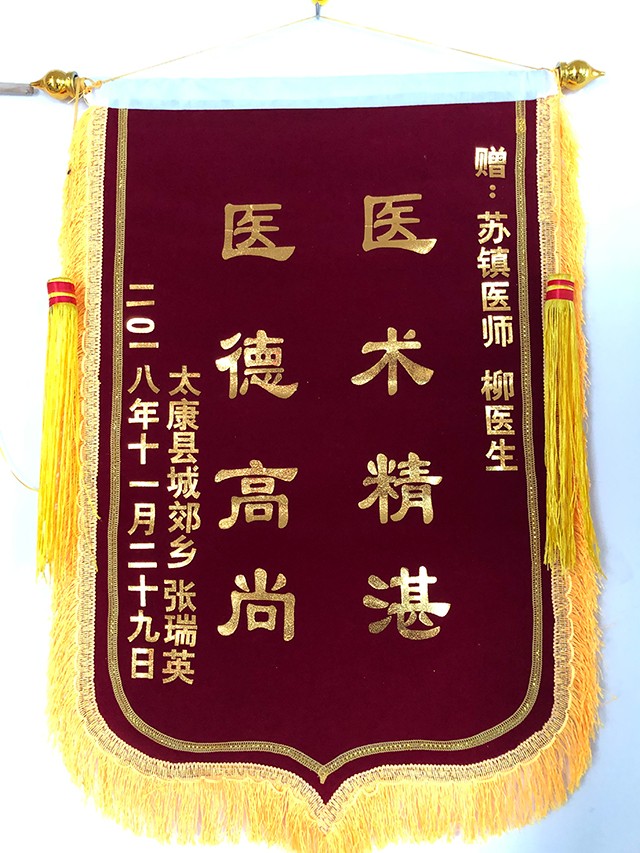 赠：苏镇医师 柳医生
医术精湛
医德高尚
太康县城郊乡 张瑞英
二0一八年十一月二十九日